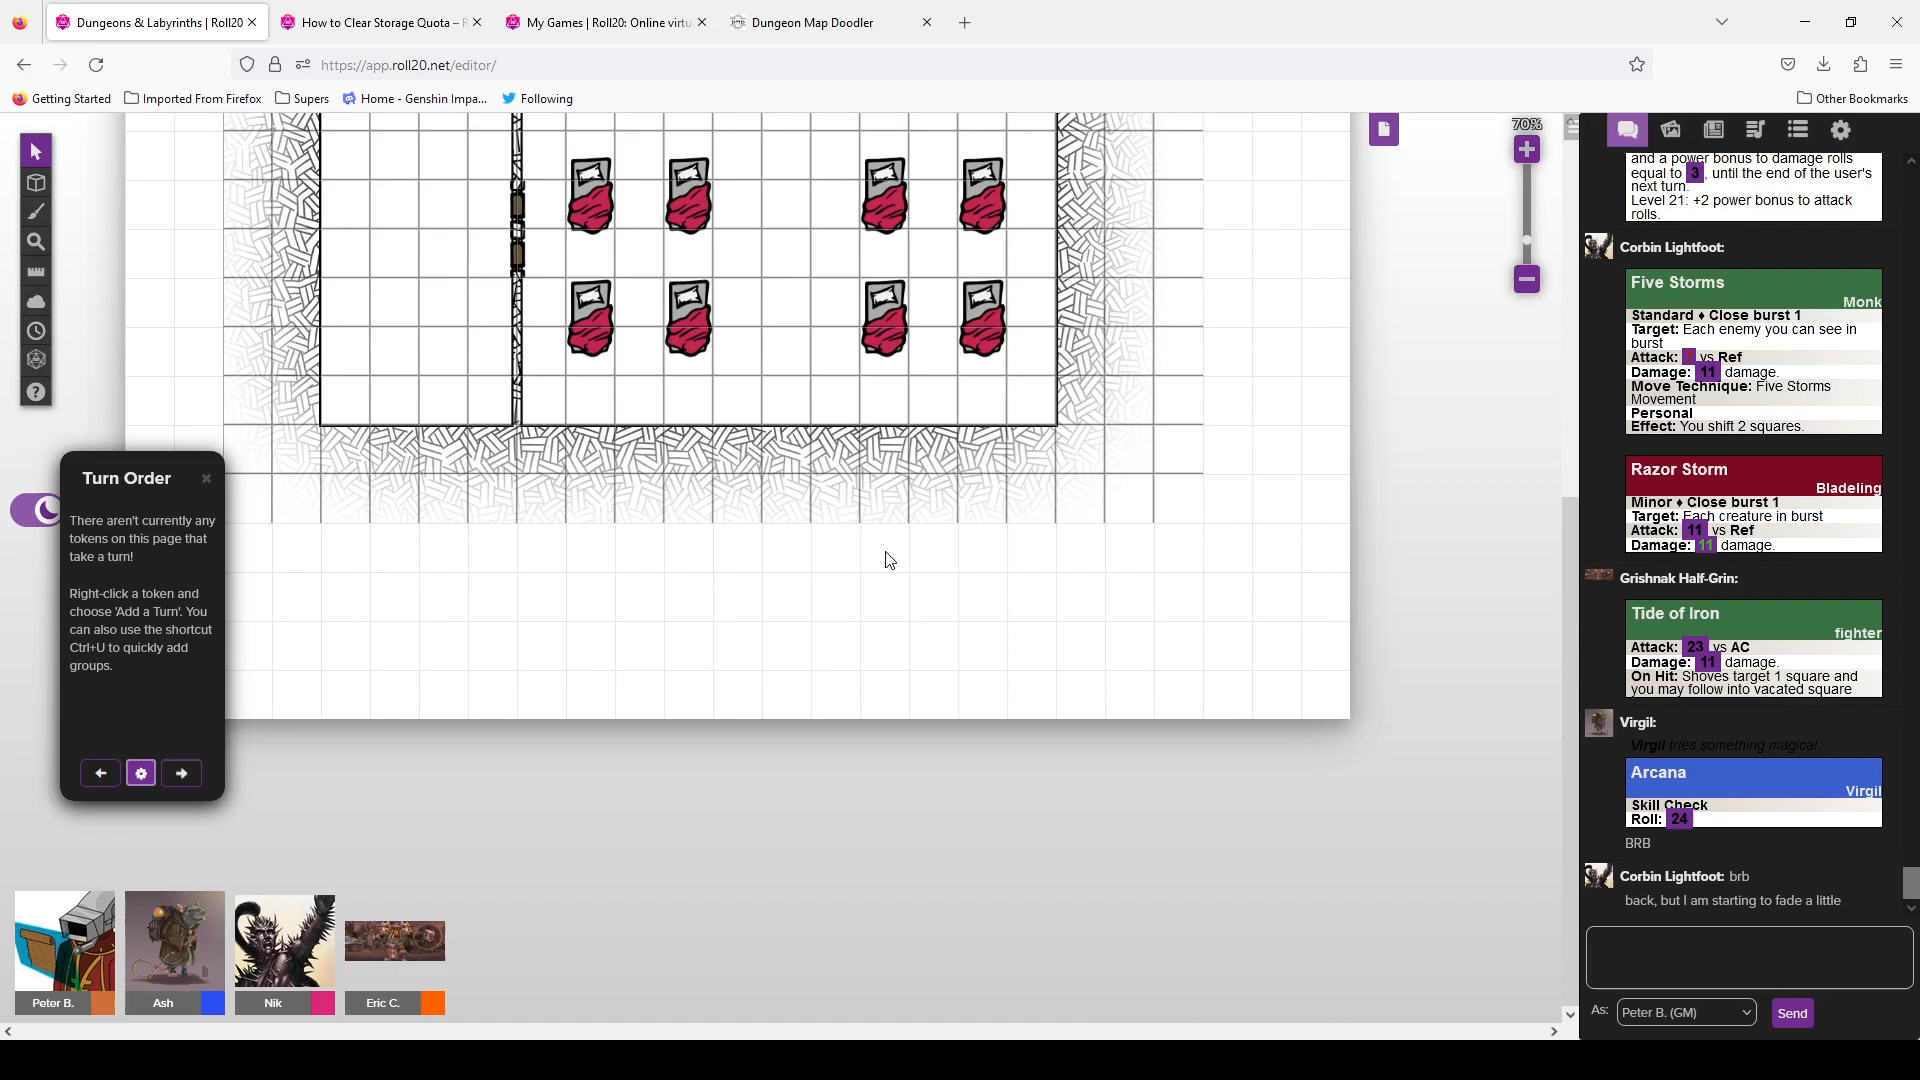 Dungeons & Labyrinths | Roll20
How to Clear Storage Quota –
My Games | Roll20: Online virtu
Dungeon Map Doodler
https://app.roll20.net/editor/
Getting Started
Imported From Firefox
Supers
Home - Genshin Impa...
Following
Other Bookmarks
70%
Turn Order
There aren't currently any
tokens on this page that
take a turn!
Right-click a token and
choose 'Add a Turn'. You
can also use the shortcut
Ctrl+U to quickly add
groups.
Peter B.
Ash
Nik
Eric C.
and a power bonus to damage rolls
equal to 3, until the end of the user's
next turn.
Level 21: +2 power bonus to attack
rolls.
Corbin Lightfoot:
Five Storms
Monk
Standard ♦ Close burst 1
Target: Each enemy you can see in
burst
Attack: 7 vs Ref
Damage: 11 damage.
Move Technique: Five Storms
Movement
Personal
Effect: You shift 2 squares.
Razor Storm
Bladeling
Minor ♦ Close burst 1
Target: Each creature in burst
Attack: 11 vs Ref
Damage: 11 damage.
Grishnak Half-Grin:
Tide of Iron
fighter
Attack: 23 vs AC
Damage: 11 damage.
On Hit: Shoves target 1 square and
you may follow into vacated square
Virgil:
Virgil tries something magical.
Arcana
Virgil
Skill Check
Roll: 24
BRB
Corbin Lightfoot: brb
back, but I am starting to fade a little
As:
Peter B. (GM)
Send